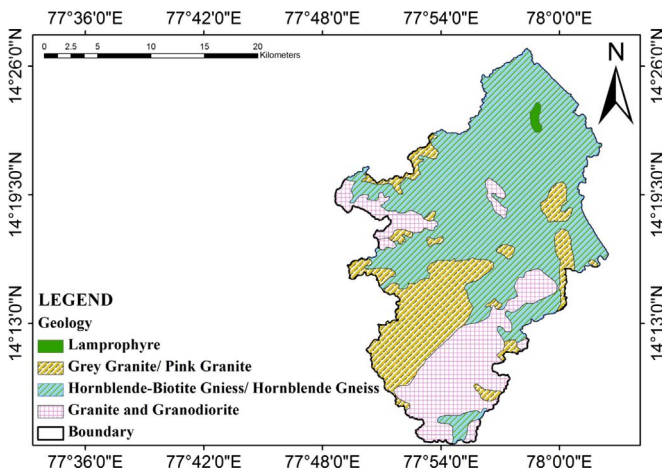 77°36'0"E 77°42'0"E 77°48'0"E 77°54'0"E 78°0'0"E
0 2.5 5 10 15 20
Kilometers
N
14°26'0"N 14°26'0"N
14°19'30"N 14°19'30"N
14°13'0"N 14°13'0"N
LEGEND
Geology
Lamprophyre
Grey Granite/ Pink Granite
Hornblende-Biotite Gniess/ Hornblende Gneiss
Granite and Granodiorite
Boundary
77°36'0"E 77°42'0"E 77°48'0"E 77°54'0"E 78°0'0"E